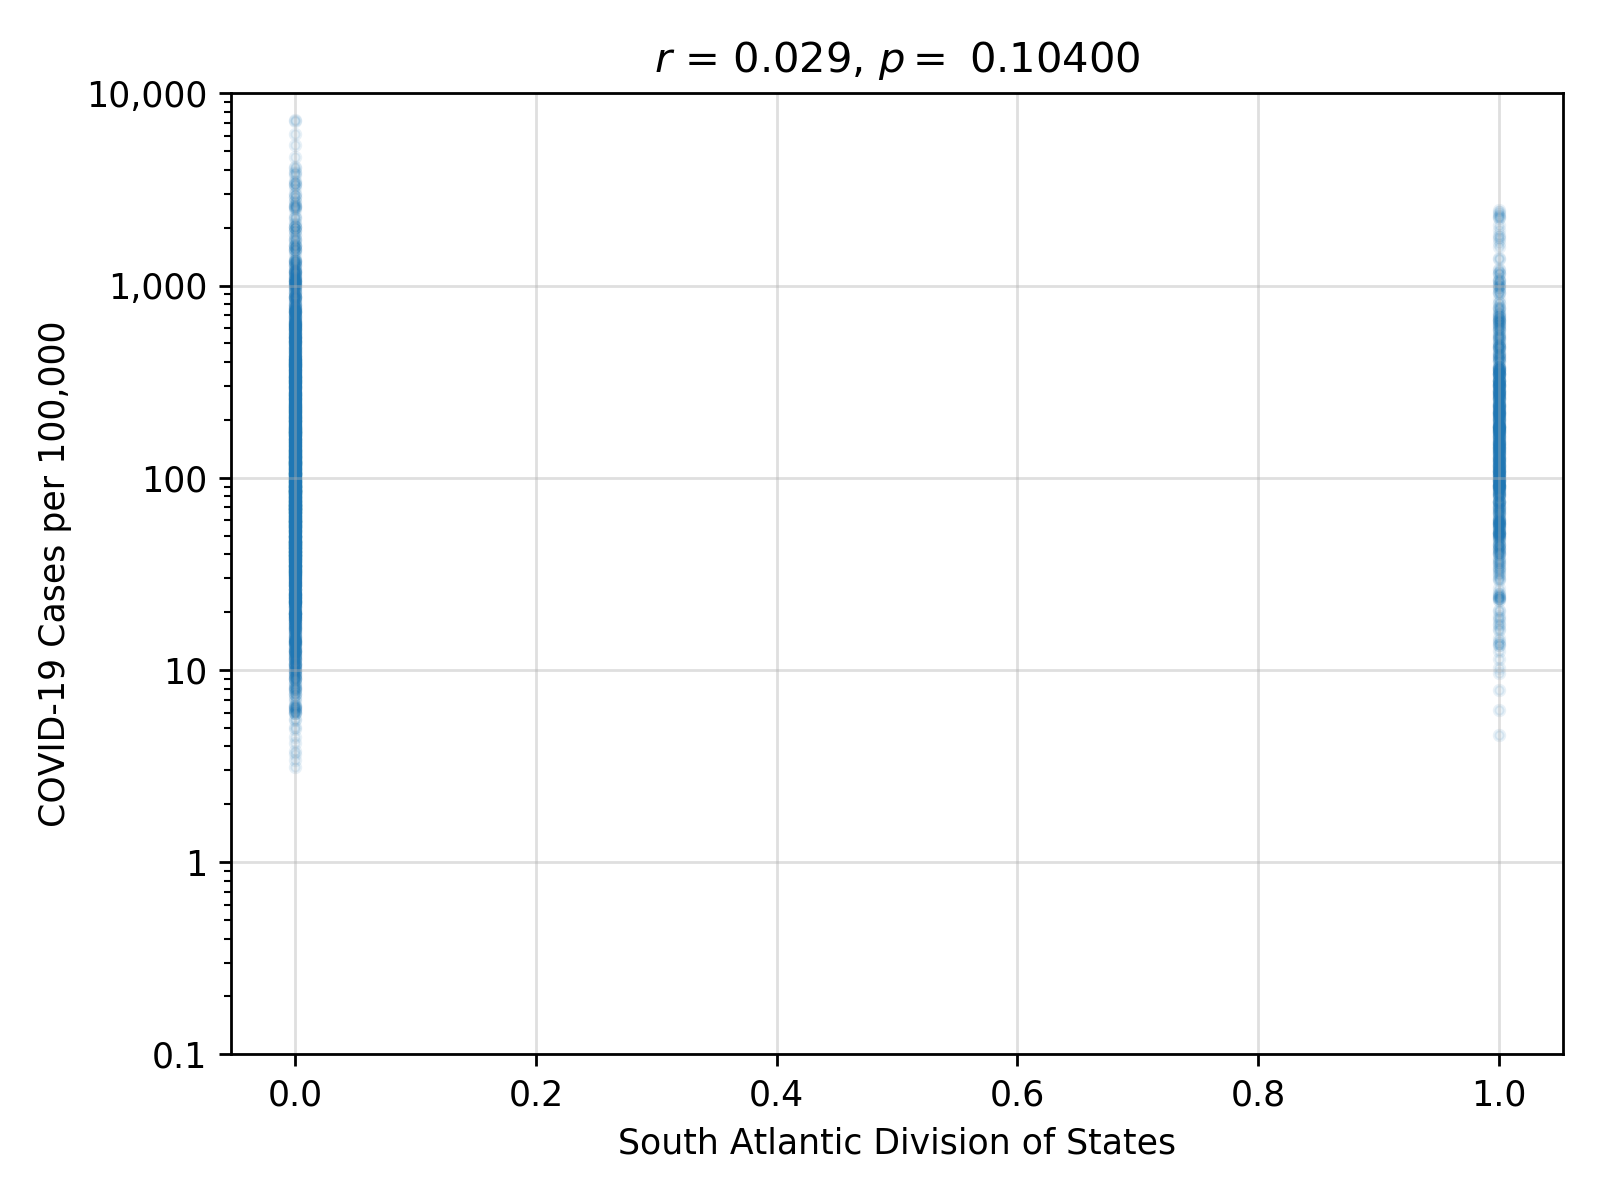 r = 0.029, p = 0.10400
10,000
1,000
100
10
1
0.1
COVID-19 Cases per 100,000
0.0 0.2 0.4 0.6 0.8 1.0
South Atlantic Division of States